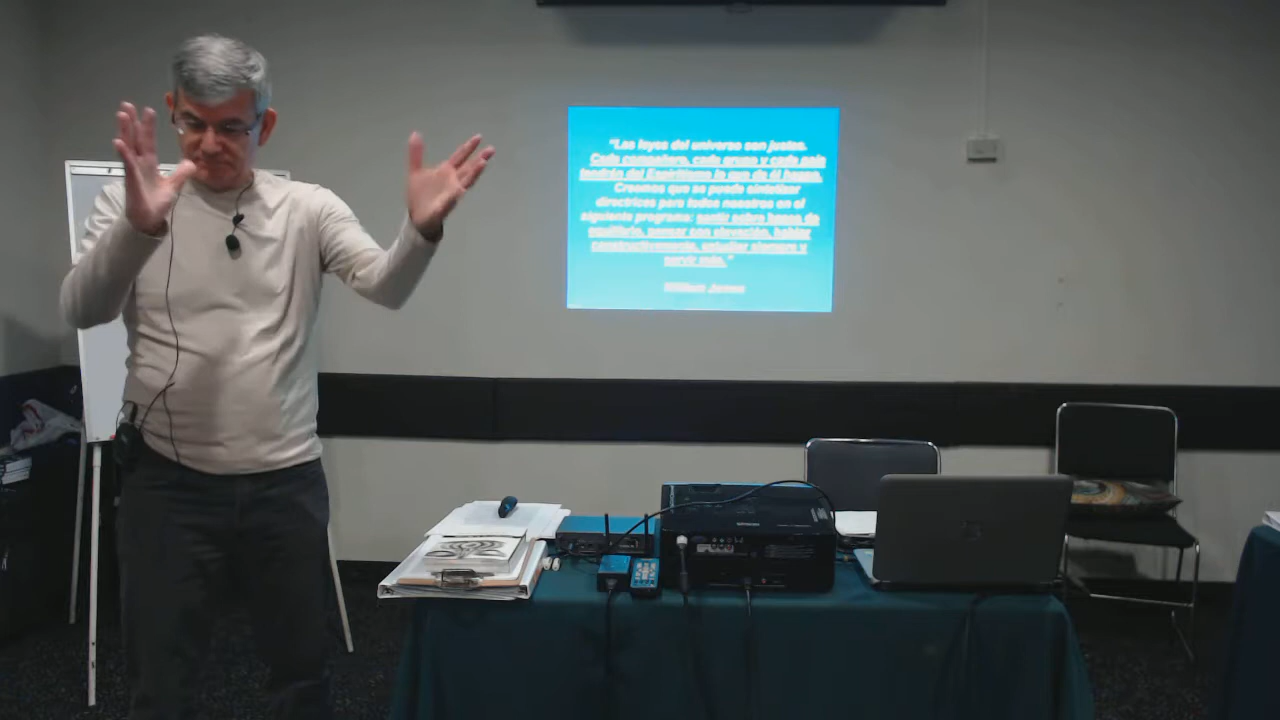 "Las leyes del universo son justas.
Cada compañero, cada grupo y cada país
tendrán del Espiritismo lo que de él hagan.
Creemos que se puede sintetizar
directrices para todos nosotros en el
siguiente programa: sentir sobre bases de
equilibrio, pensar con elevación, hablar
constructivamente, estudiar siempre y
servir más."
William James